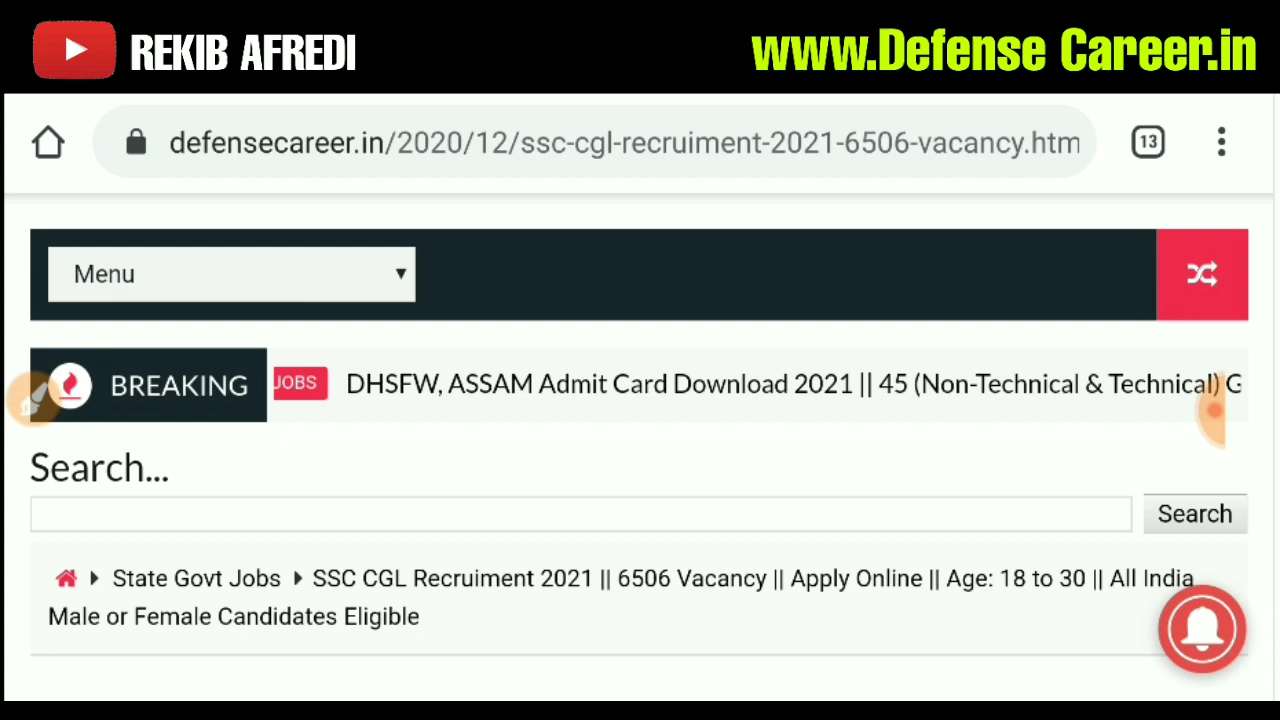 REKIB AFREDI
www.Defense Career.in
defensecareer.in/2020/12/ssc-cgl-recruiment-2021-6506-vacancy.htm
13
Menu
BREAKING
JOBS
DHSFW, ASSAM Admit Card Download 2021 || 45 (Non-Technical & Technical) G
Search...
Search
State Govt Jobs
SSC CGL Recruiment 2021 || 6506 Vacancy || Apply Online || Age: 18 to 30 || All India
Male or Female Candidates Eligible